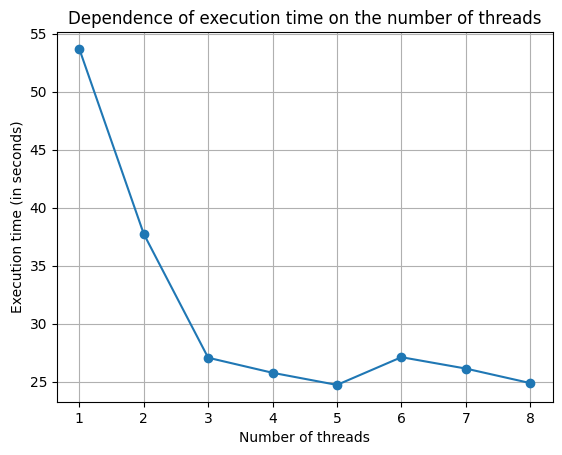 Dependence of execution time on the number of threads
55
50
45
40
35
30
25
Execution time (in seconds)
1 2 3 4 5 6 7 8
Number of threads